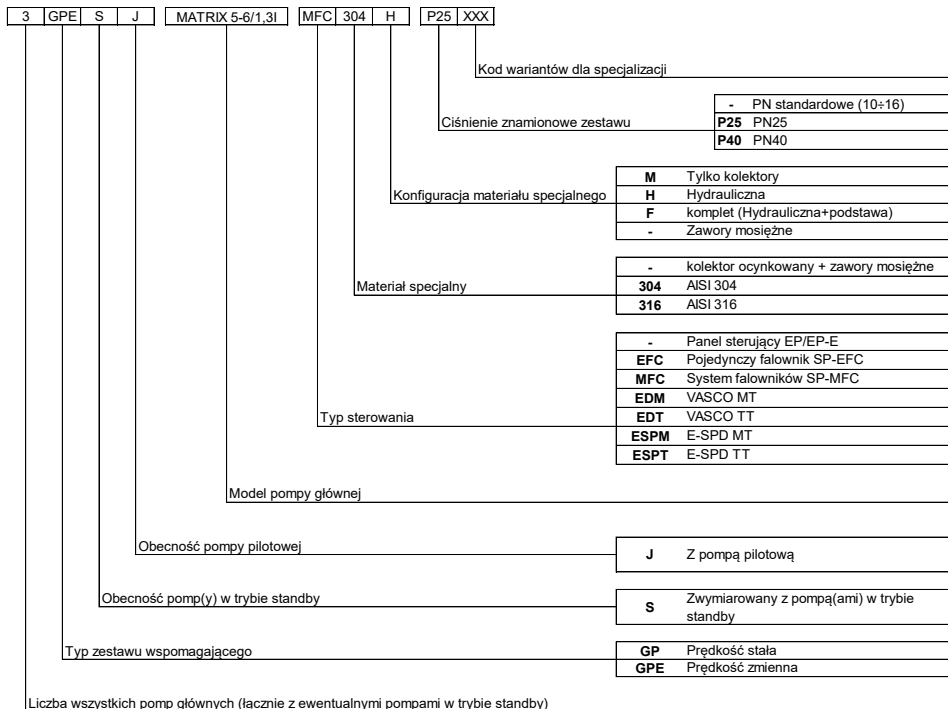 3 GPE S J MATRIX 5-6/1,3I MFC 304 H P25 XXX
Kod wariantów dla specjalizacji
- PN standardowe (10÷16)
Ciśnienie znamionowe zestawu P25 PN25
P40 PN40
M Tylko kolektory
Konfiguracja materiału specjalnego H Hydrauliczna
F komplet (Hydrauliczna+podstawa)
- Zawory mosiężne
- kolektor ocynkowany + zawory mosiężne
Materiał specjalny 304 AISI 304
316 AISI 316
- Panel sterujący EP/EP-E
EFC Pojedynczy falownik SP-EFC
MFC System falowników SP-MFC
EDM VASCO MT
Typ sterowania EDT VASCO TT
ESPM E-SPD MT
ESPT E-SPD TT
Model pompy głównej
Obecność pompy pilotowej J Z pompą pilotową
Obecność pomp(y) w trybie standby S Zwymiarowany z pompą(ami) w trybie
standby
Typ zestawu wspomagającego GP Prędkość stała
GPE Prędkość zmienna
Liczba wszystkich pomp głównych (łącznie z ewentualnymi pompami w trybie standby)